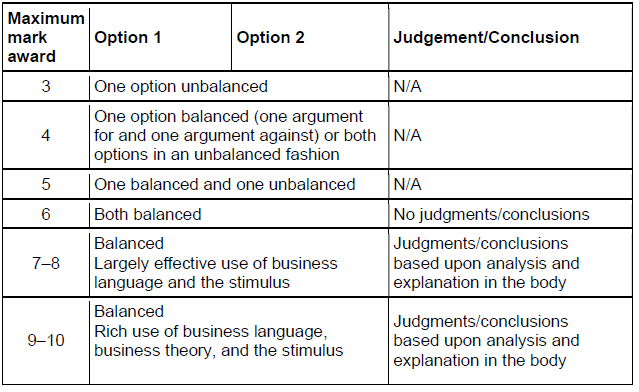 Maximum
mark
award
Option 1
Option 2
Judgement/Conclusion
3
One option unbalanced
N/A
4
One option balanced (one argument
for and one argument against) or both
options in an unbalanced fashion
N/A
5
One balanced and one unbalanced
N/A
6
Both balanced
No judgments/conclusions
7–8
Balanced
Largely effective use of business
language and the stimulus
Judgments/conclusions
based upon analysis and
explanation in the body
9–10
Balanced
Rich use of business language,
business theory, and the stimulus
Judgments/conclusions
based upon analysis and
explanation in the body